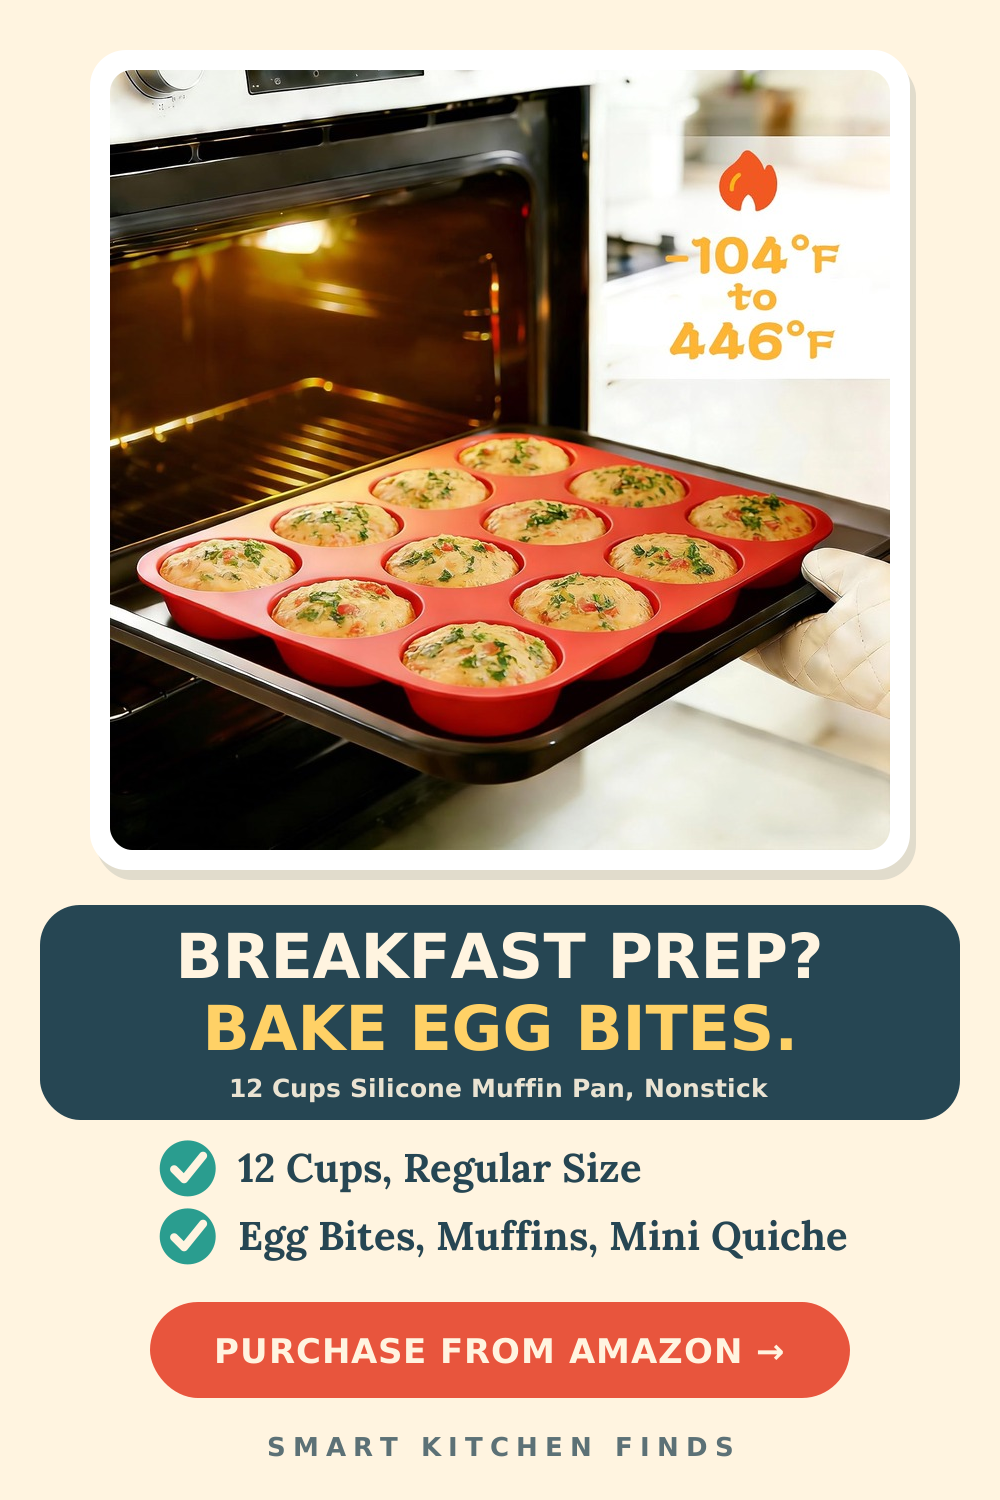 -104°F
to
446°F
BREAKFAST PREP?
BAKE EGG BITES.
12 Cups Silicone Muffin Pan, Nonstick
12 Cups, Regular Size
Egg Bites, Muffins, Mini Quiche
PURCHASE FROM AMAZON →
SMART KITCHEN FINDS